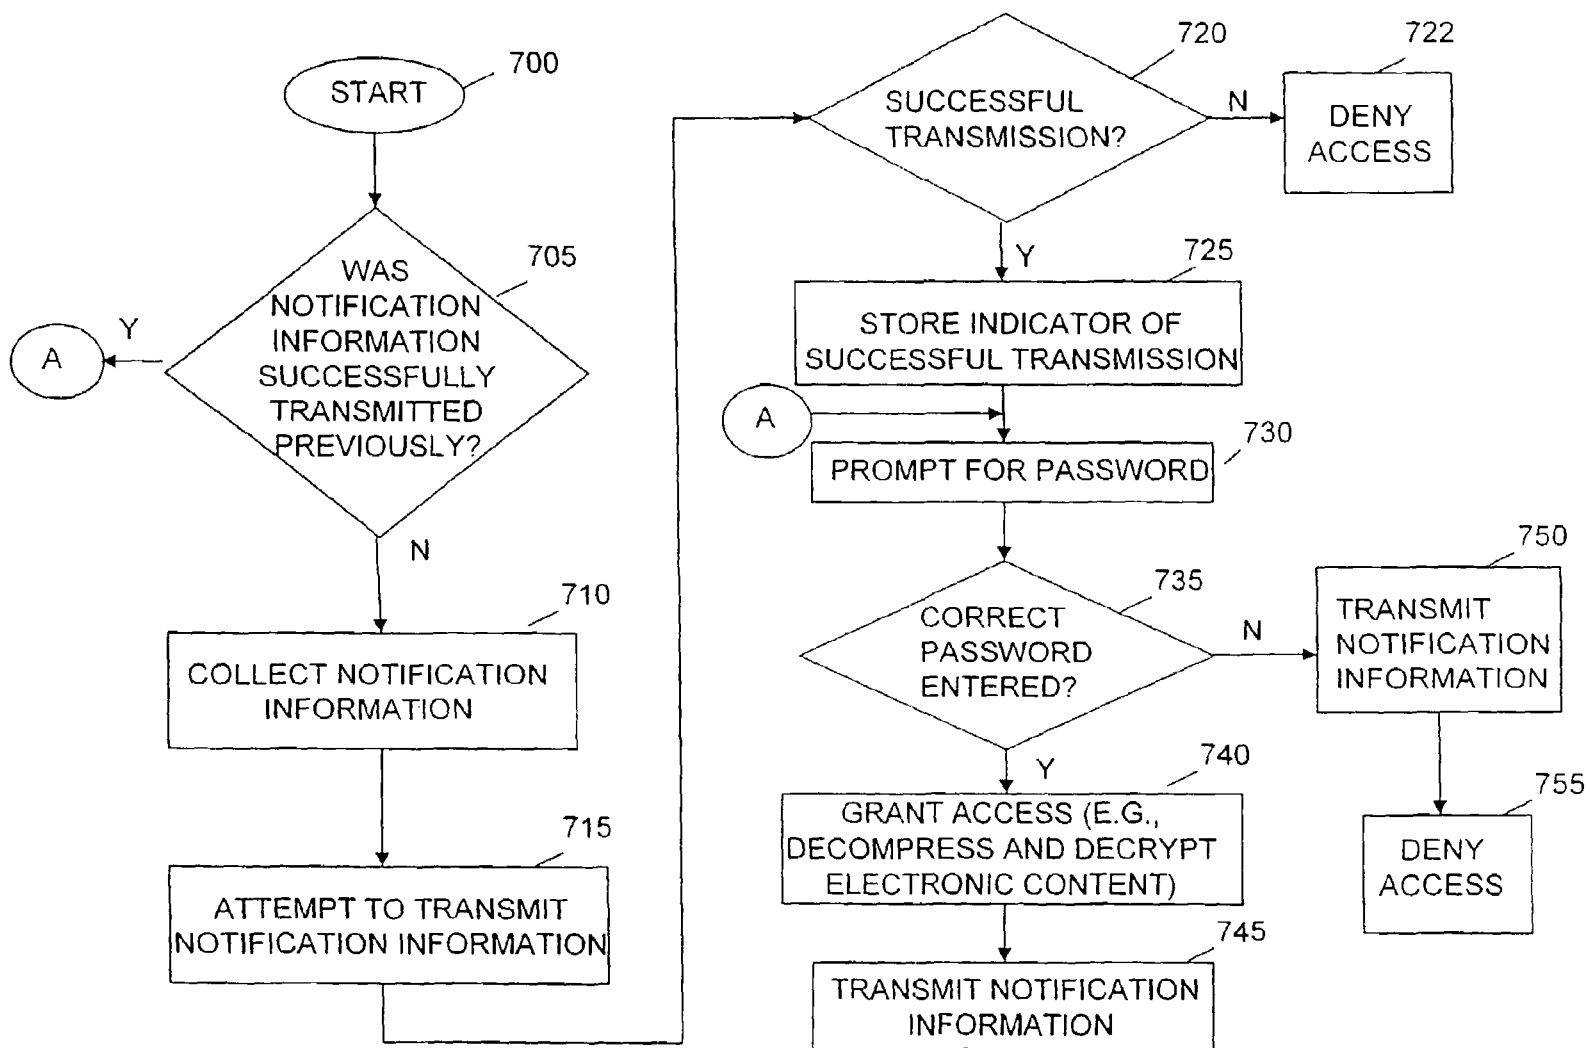 START
700
WAS
NOTIFICATION
INFORMATION
SUCCESSFULLY
TRANSMITTED
PREVIOUSLY?
705
Y
A
N
710
COLLECT NOTIFICATION
INFORMATION
715
ATTEMPT TO TRANSMIT
NOTIFICATION INFORMATION
720
SUCCESSFUL
TRANSMISSION?
N
722
DENY
ACCESS
Y
725
STORE INDICATOR OF
SUCCESSFUL TRANSMISSION
A
730
PROMPT FOR PASSWORD
735
CORRECT
PASSWORD
ENTERED?
N
750
TRANSMIT
NOTIFICATION
INFORMATION
755
DENY
ACCESS
Y
740
GRANT ACCESS (E.G.,
DECOMPRESS AND DECRYPT
ELECTRONIC CONTENT)
745
TRANSMIT NOTIFICATION
INFORMATION